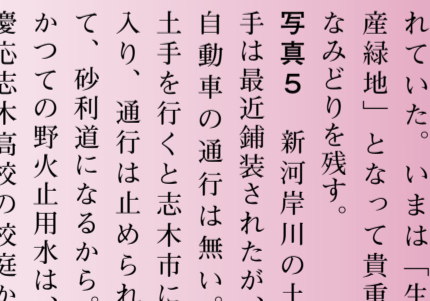 れていた。いまは「生
産緑地」となって貴重
なみどりを残す。
写真5　新河岸川の土
手は最近舗装されたが、
自動車の通行は無い。
土手を行くと志木市に
入り、通行は止められ
て、砂利道になるから。
かつての野火止用水は、
慶応志木高校の校庭か